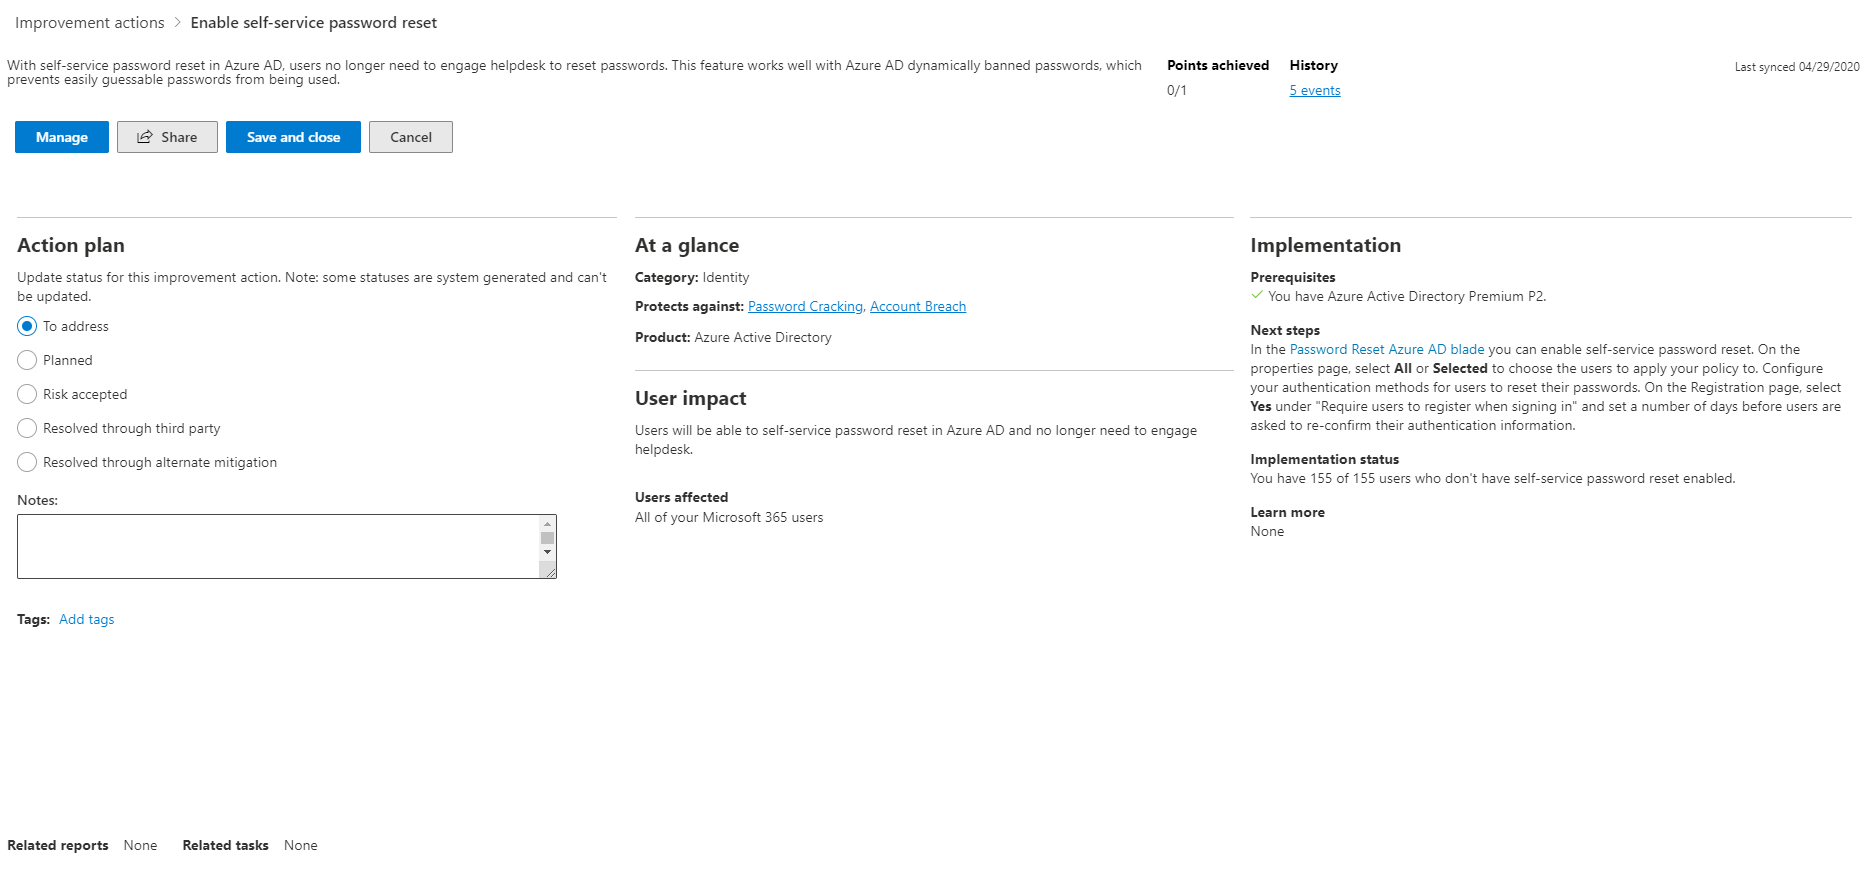 Improvement actions > Enable self-service password reset
With self-service password reset in Azure AD, users no longer need to engage helpdesk to reset passwords. This feature works well with Azure AD dynamically banned passwords, which
prevents easily guessable passwords from being used.
Points achieved
0/1
History
5 events
Last synced 04/29/2020
Manage
Share
Save and close
Cancel
Action plan
Update status for this improvement action. Note: some statuses are system generated and can't
be updated.
To address
Planned
Risk accepted
Resolved through third party
Resolved through alternate mitigation
Notes:
Tags: Add tags
At a glance
Category: Identity
Protects against: Password Cracking, Account Breach
Product: Azure Active Directory
User impact
Users will be able to self-service password reset in Azure AD and no longer need to engage
helpdesk.
Users affected
All of your Microsoft 365 users
Implementation
Prerequisites
You have Azure Active Directory Premium P2.
Next steps
In the Password Reset Azure AD blade you can enable self-service password reset. On the
properties page, select All or Selected to choose the users to apply your policy to. Configure
your authentication methods for users to reset their passwords. On the Registration page, select
Yes under "Require users to register when signing in" and set a number of days before users are
asked to re-confirm their authentication information.
Implementation status
You have 155 of 155 users who don't have self-service password reset enabled.
Learn more
None
Related reports None Related tasks None